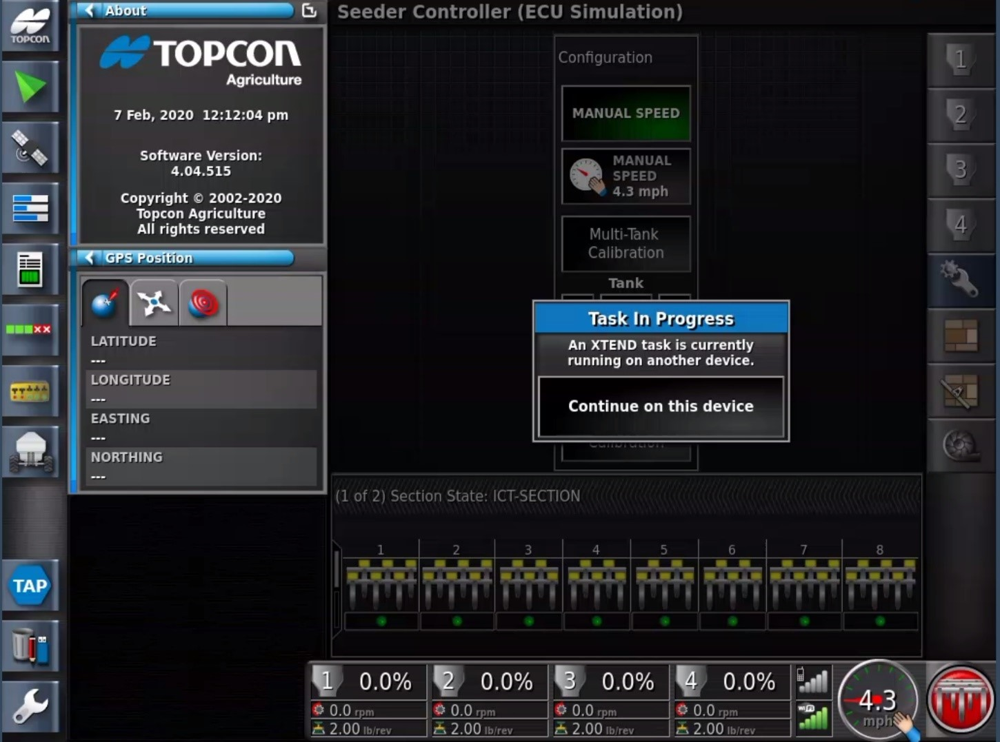 TOPCON
About
TOPCON
Agriculture
7 Feb, 2020 12:12:04 pm
Software Version:
4.04.515
Copyright © 2002-2020
Topcon Agriculture
All rights reserved
GPS Position
LATITUDE
---
LONGITUDE
---
EASTING
---
NORTHING
---
TAP
Seeder Controller (ECU Simulation)
Configuration
MANUAL SPEED
MANUAL
SPEED
4.3 mph
Multi-Tank
Calibration
Tank
Task In Progress
An XTEND task is currently
running on another device.
Continue on this device
Calibration
1
2
3
4
(1 of 2) Section State: ICT-SECTION
1 2 3 4 5 6 7 8
1 0.0% 2 0.0% 3 0.0% 4 0.0%
0.0 rpm 0.0 rpm 0.0 rpm 0.0 rpm
2.00 lb/rev 2.00 lb/rev 2.00 lb/rev 2.00 lb/rev
WiFi
4.3
mph